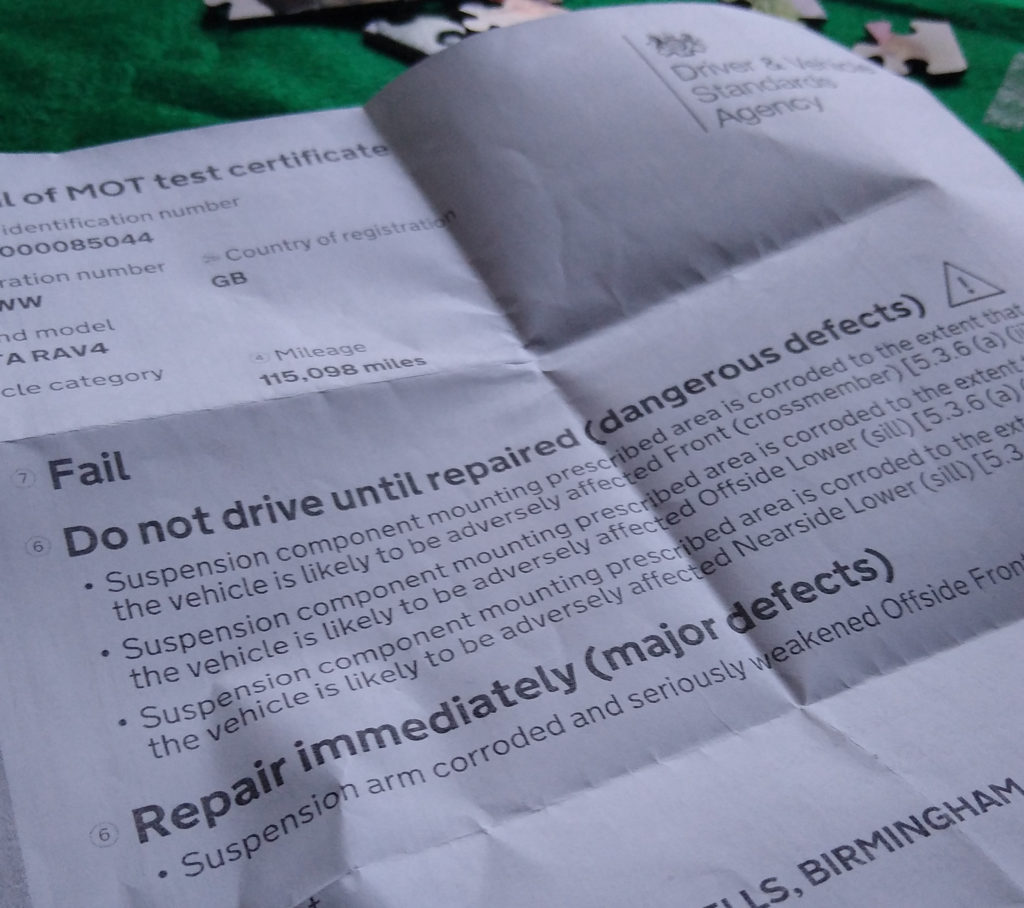 Driver & Vehicle
Standards
Agency
l of MOT test certificate
identification number
000085044
ration number
Country of registration
WW
GB
nd model
A RAV4
4 Mileage
cle category
115,098 miles
7 Fail
6 Do not drive until repaired (dangerous defects)
• Suspension component mounting prescribed area is corroded to the extent that
the vehicle is likely to be adversely affected Front (crossmember) [5.3.6 (a) (ii
• Suspension component mounting prescribed area is corroded to the extent
the vehicle is likely to be adversely affected Offside Lower (sill) [5.3.6 (a) (
• Suspension component mounting prescribed area is corroded to the ext
the vehicle is likely to be adversely affected Nearside Lower (sill) [5.3.
6 Repair immediately (major defects)
• Suspension arm corroded and seriously weakened Offside Front
LLS, BIRMINGHAM